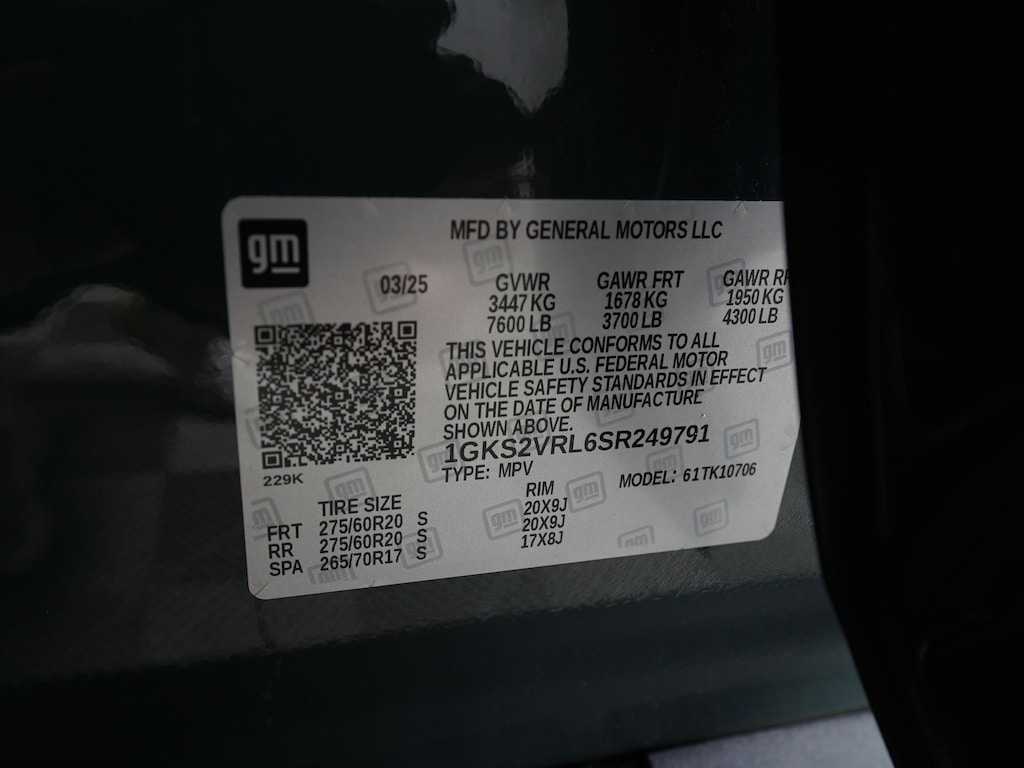 gm
MFD BY GENERAL MOTORS LLC
03/25 GVWR GAWR FRT GAWR
3447 KG 1678 KG 1950 KG
7600 LB 3700 LB 4300 LB
THIS VEHICLE CONFORMS TO ALL
APPLICABLE U.S. FEDERAL MOTOR
VEHICLE SAFETY STANDARDS IN EFFECT
ON THE DATE OF MANUFACTURE
SHOWN ABOVE.
1GKS2VRL6SR249791
TYPE: MPV MODEL: 61TK10706
229K
TIRE SIZE RIM
FRT 275/60R20 S 20X9J
RR 275/60R20 S 20X9J
SPA 265/70R17 S 17X8J